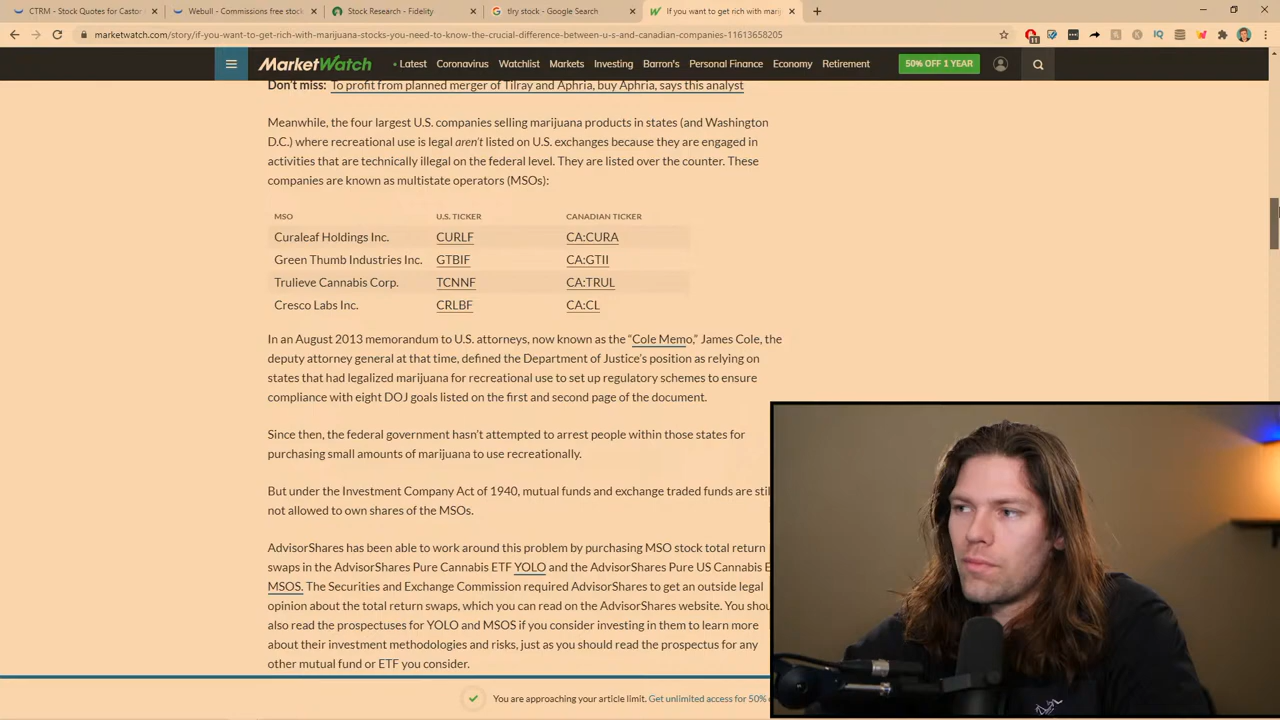 CTRM - Stock Quotes for Castor
Webull - Commissions free stock
Stock Research - Fidelity
tlry stock - Google Search
If you want to get rich with marij
marketwatch.com/story/if-you-want-to-get-rich-with-marijuana-stocks-you-need-to-know-the-crucial-difference-between-u-s-and-canadian-companies-11613658205
11
MarketWatch
Latest Coronavirus Watchlist Markets Investing Barron's Personal Finance Economy Retirement
50% OFF 1 YEAR
Don't miss: To profit from planned merger of Tilray and Aphria, buy Aphria, says this analyst
Meanwhile, the four largest U.S. companies selling marijuana products in states (and Washington
D.C.) where recreational use is legal aren't listed on U.S. exchanges because they are engaged in
activities that are technically illegal on the federal level. They are listed over the counter. These
companies are known as multistate operators (MSOs):
MSO U.S. TICKER CANADIAN TICKER
Curaleaf Holdings Inc. CURLF CA:CURA
Green Thumb Industries Inc. GTBIF CA:GTII
Trulieve Cannabis Corp. TCNNF CA:TRUL
Cresco Labs Inc. CRLBF CA:CL
In an August 2013 memorandum to U.S. attorneys, now known as the “Cole Memo,” James Cole, the
deputy attorney general at that time, defined the Department of Justice's position as relying on
states that had legalized marijuana for recreational use to set up regulatory schemes to ensure
compliance with eight DOJ goals listed on the first and second page of the document.
Since then, the federal government hasn't attempted to arrest people within those states for
purchasing small amounts of marijuana to use recreationally.
But under the Investment Company Act of 1940, mutual funds and exchange traded funds are stil
not allowed to own shares of the MSOs.
AdvisorShares has been able to work around this problem by purchasing MSO stock total return
swaps in the AdvisorShares Pure Cannabis ETF YOLO and the AdvisorShares Pure US Cannabis E
MSOS. The Securities and Exchange Commission required AdvisorShares to get an outside legal
opinion about the total return swaps, which you can read on the AdvisorShares website. You shou
also read the prospectuses for YOLO and MSOS if you consider investing in them to learn more
about their investment methodologies and risks, just as you should read the prospectus for any
other mutual fund or ETF you consider.
You are approaching your article limit. Get unlimited access for 50%